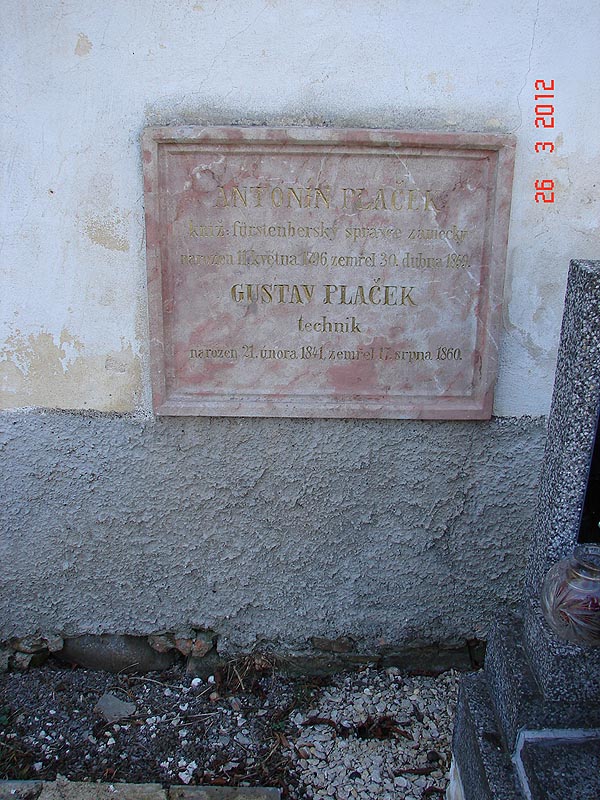 ANTONÍN PLAČEK
kníž: fürstenberský správce zámecký
narozen 11. května 1796 zemřel 30. dubna 1869.
GUSTAV PLAČEK
technik
narozen 21. února 1841, zemřel 17. srpna 1860.
26 3 2012